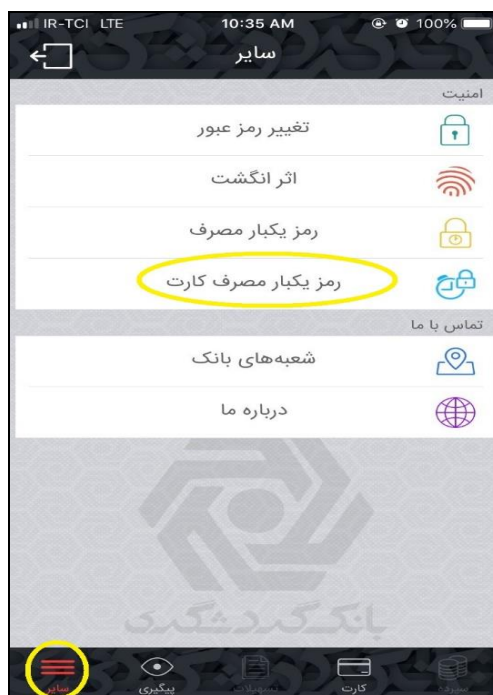 IR-TCI LTE 10:35 AM 100%
سایر
امنیت
تغییر رمز عبور
اثر انگشت
رمز یکبار مصرف
رمز یکبار مصرف کارت
تماس با ما
شعبه‌های بانک
درباره ما
بانک گردشگری
سپرده کارت تسهیلات پیگیری سایر